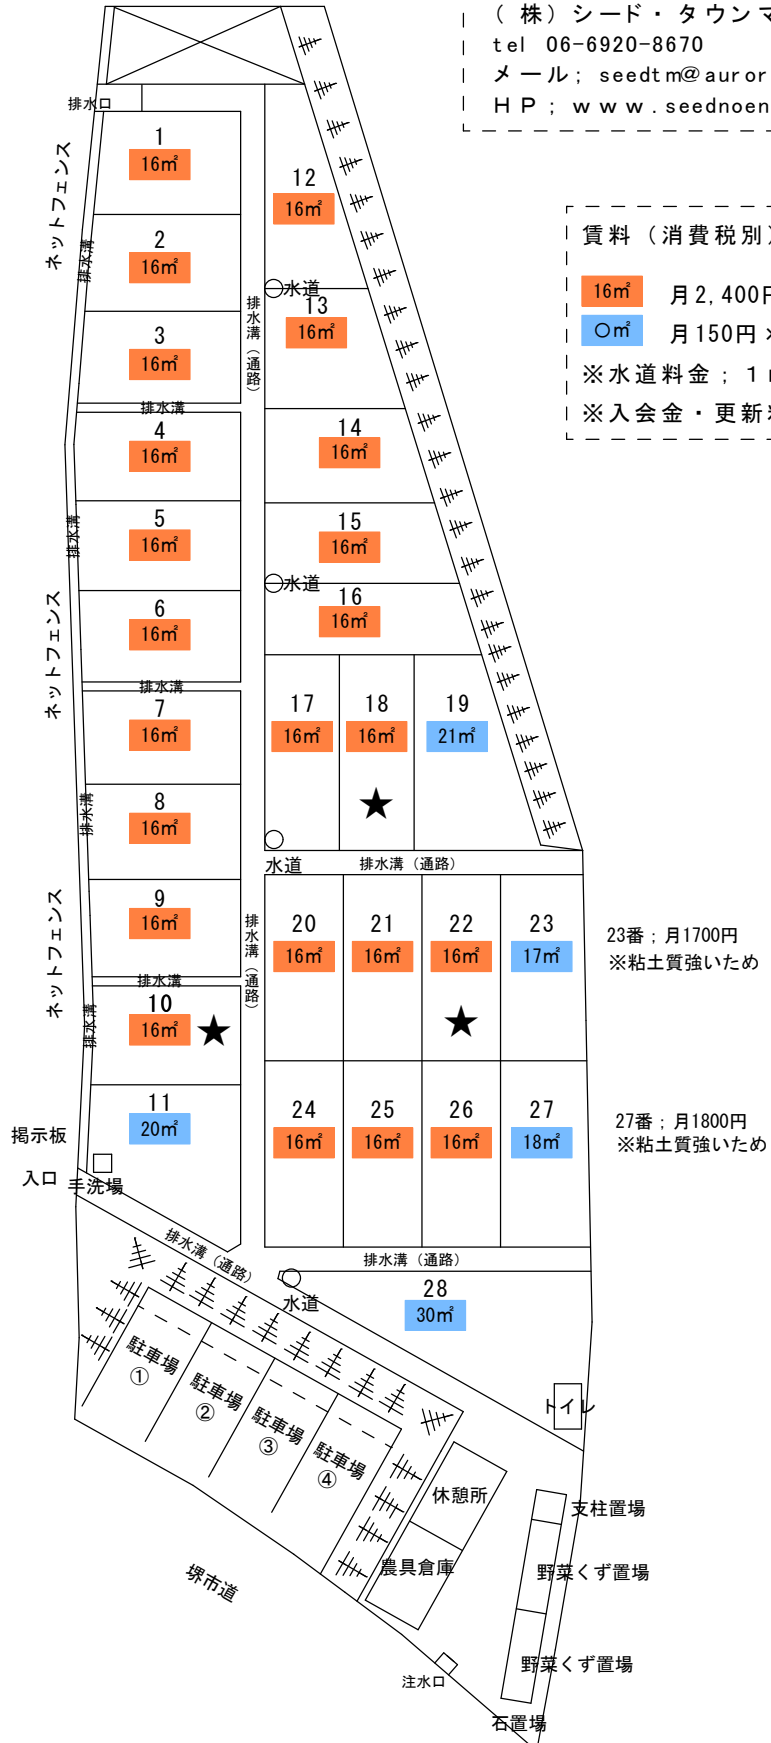 （株）シード・タウンマ
tel 06-6920-8670
メール；seedtm@auror
ＨＰ；www.seednoen
賃料（消費税別）
16㎡ 月2,400円
〇㎡ 月150円×
※水道料金；1
※入会金・更新料
排水口
1
16㎡
ネットフェンス
2
16㎡
排水溝
3
16㎡
排水溝
4
16㎡
5
16㎡
排水溝
6
16㎡
ネットフェンス
排水溝
7
16㎡
8
16㎡
排水溝
9
16㎡
ネットフェンス
排水溝
10
16㎡
★
排水溝
11
20㎡
掲示板
入口
手洗場
排水溝（通路）
排水溝（通路）
12
16㎡
水道
13
16㎡
14
16㎡
15
16㎡
水道
16
16㎡
17
16㎡
18
16㎡
★
19
21㎡
水道
排水溝（通路）
20
16㎡
21
16㎡
22
16㎡
★
23
17㎡
23番；月1700円
※粘土質強いため
24
16㎡
25
16㎡
26
16㎡
27
18㎡
27番；月1800円
※粘土質強いため
排水溝（通路）
排水溝（通路）
水道
28
30㎡
トイレ
駐車場
①
駐車場
②
駐車場
③
駐車場
④
休憩所
農具倉庫
支柱置場
野菜くず置場
野菜くず置場
石置場
注水口
堺市道